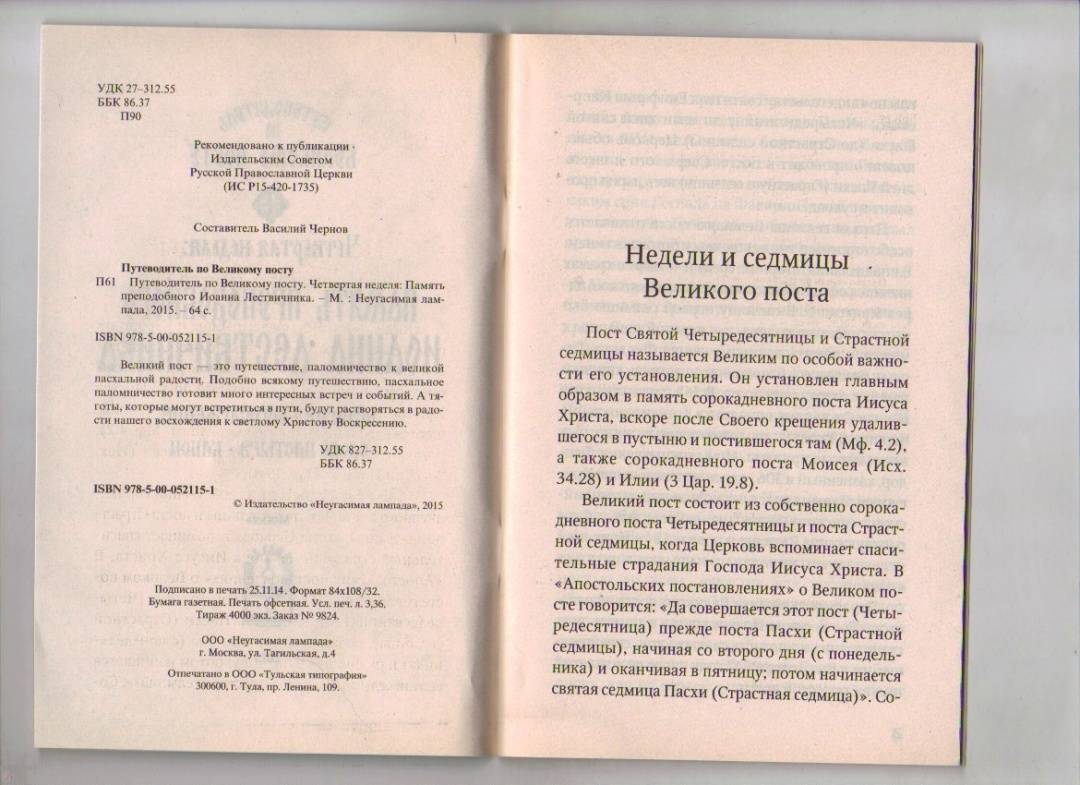 УДК 27–312.55
ББК 86.37
П90
Рекомендовано к публикации
Издательским Советом
Русской Православной Церкви
(ИС Р15-420-1735)
Составитель Василий Чернов
Путеводитель по Великому посту
П61 Путеводитель по Великому посту. Четвертая неделя: Память
преподобного Иоанна Лествичника. – М. : Неугасимая лам-
пада, 2015. – 64 с.
ISBN 978-5-00-052115-1
Великий пост — это путешествие, паломничество к великой
пасхальной радости. Подобно всякому путешествию, пасхальное
паломничество готовит много интересных встреч и событий. А тя-
готы, которые могут встретиться в пути, будут растворяться в радо-
сти нашего восхождения к светлому Христову Воскресению.
УДК 827–312.55
ББК 86.37
ISBN 978-5-00-052115-1
© Издательство «Неугасимая лампада», 2015
Подписано в печать 25.11.14. Формат 84х108/32.
Бумага газетная. Печать офсетная. Усл. печ. л. 3,36.
Тираж 4000 экз. Заказ № 9824.
ООО «Неугасимая лампада»
г. Москва, ул. Тагильская, д.4
Отпечатано в ООО «Тульская типография»
300600, г. Тула, пр. Ленина, 109.
Недели и седмицы
Великого поста
Пост Святой Четыредесятницы и Страстной
седмицы называется Великим по особой важно-
сти его установления. Он установлен главным
образом в память сорокадневного поста Иисуса
Христа, вскоре после Своего крещения удалив-
шегося в пустыню и постившегося там (Мф. 4.2),
а также сорокадневного поста Моисея (Исх.
34.28) и Илии (3 Цар. 19.8).
Великий пост состоит из собственно сорока-
дневного поста Четыредесятницы и поста Страст-
ной седмицы, когда Церковь вспоминает спаси-
тельные страдания Господа Иисуса Христа. В
«Апостольских постановлениях» о Великом по-
сте говорится: «Да совершается этот пост (Четы-
редесятница) прежде поста Пасхи (Страстной
седмицы), начиная со второго дня (с понедель-
ника) и оканчивая в пятницу; потом начинается
святая седмица Пасхи (Страстная седмица)». Со-